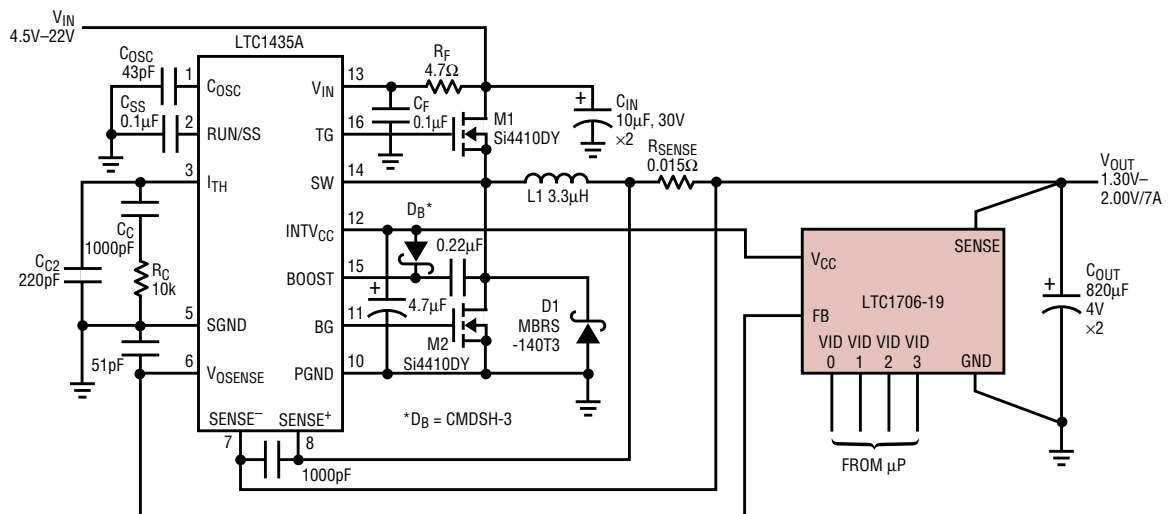 VIN
4.5V–22V
LTC1435A
COSC
43pF
1
COSC
CSS
0.1µF
2
RUN/SS
3
ITH
CC
1000pF
CC2
220pF
RC
10k
5
SGND
51pF
6
VOSENSE
SENSE–
SENSE+
7
8
1000pF
VIN
13
RF
4.7Ω
CF
0.1µF
TG
16
M1
Si4410DY
CIN
10µF, 30V
×2
SW
14
L1 3.3µH
RSENSE
0.015Ω
INTVCC
12
DB*
0.22µF
BOOST
15
+
4.7µF
BG
11
M2
Si4410DY
D1
MBRS
-140T3
PGND
10
*DB = CMDSH-3
+
VOUT
1.30V–
2.00V/7A
SENSE
VCC
LTC1706-19
FB
VID VID VID VID
0 1 2 3
GND
FROM µP
+
COUT
820µF
4V
×2